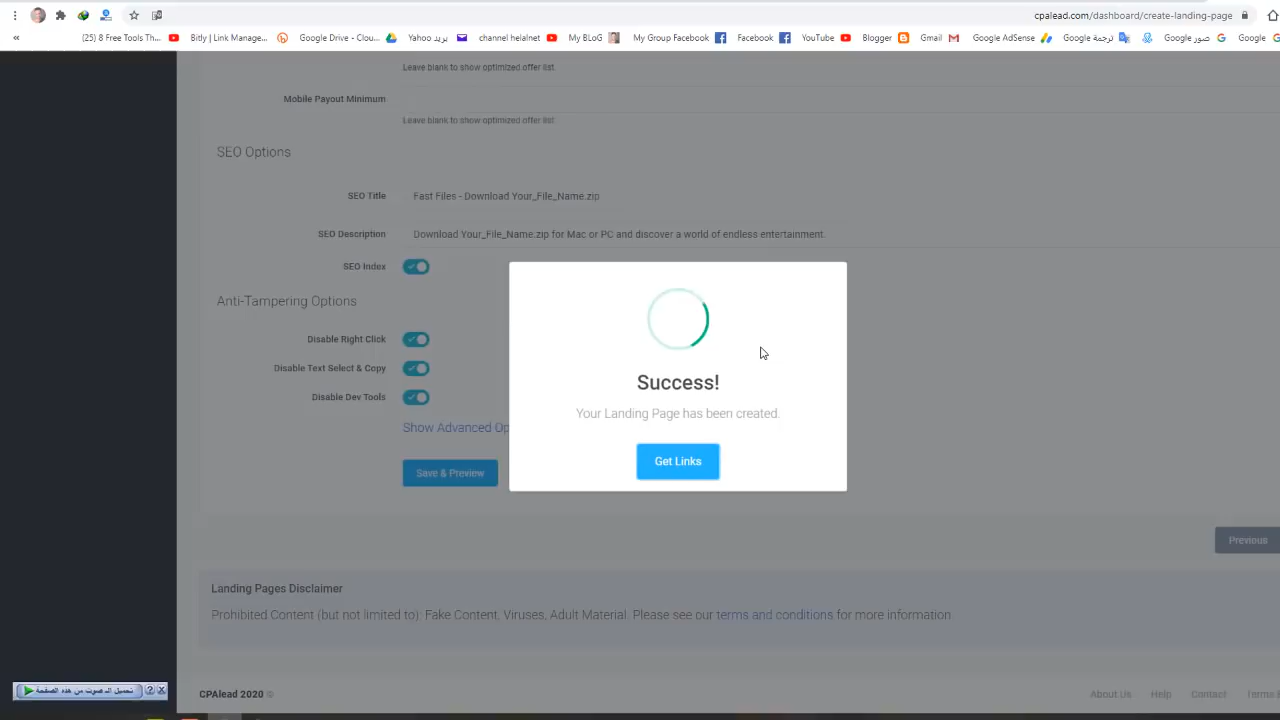 cpalead.com/dashboard/create-landing-page
« (25) 8 Free Tools Th... Bitly | Link Manage... Google Drive - Clou... بريد Yahoo channel helalnet My BLoG My Group Facebook Facebook YouTube Blogger Gmail Google AdSense ترجمة Google صور Google Google
Leave blank to show optimized offer list.
Mobile Payout Minimum
Leave blank to show optimized offer list.
SEO Options
SEO Title Fast Files - Download Your_File_Name.zip
SEO Description Download Your_File_Name.zip for Mac or PC and discover a world of endless entertainment.
SEO Index
Anti-Tampering Options
Disable Right Click
Disable Text Select & Copy
Disable Dev Tools
Show Advanced Op
Save & Preview
Success!
Your Landing Page has been created.
Get Links
Previous
Landing Pages Disclaimer
Prohibited Content (but not limited to): Fake Content, Viruses, Adult Material. Please see our terms and conditions for more information.
تحميل الـ صوت من هذه الصفحة ? X
CPAlead 2020 © About Us Help Contact Terms